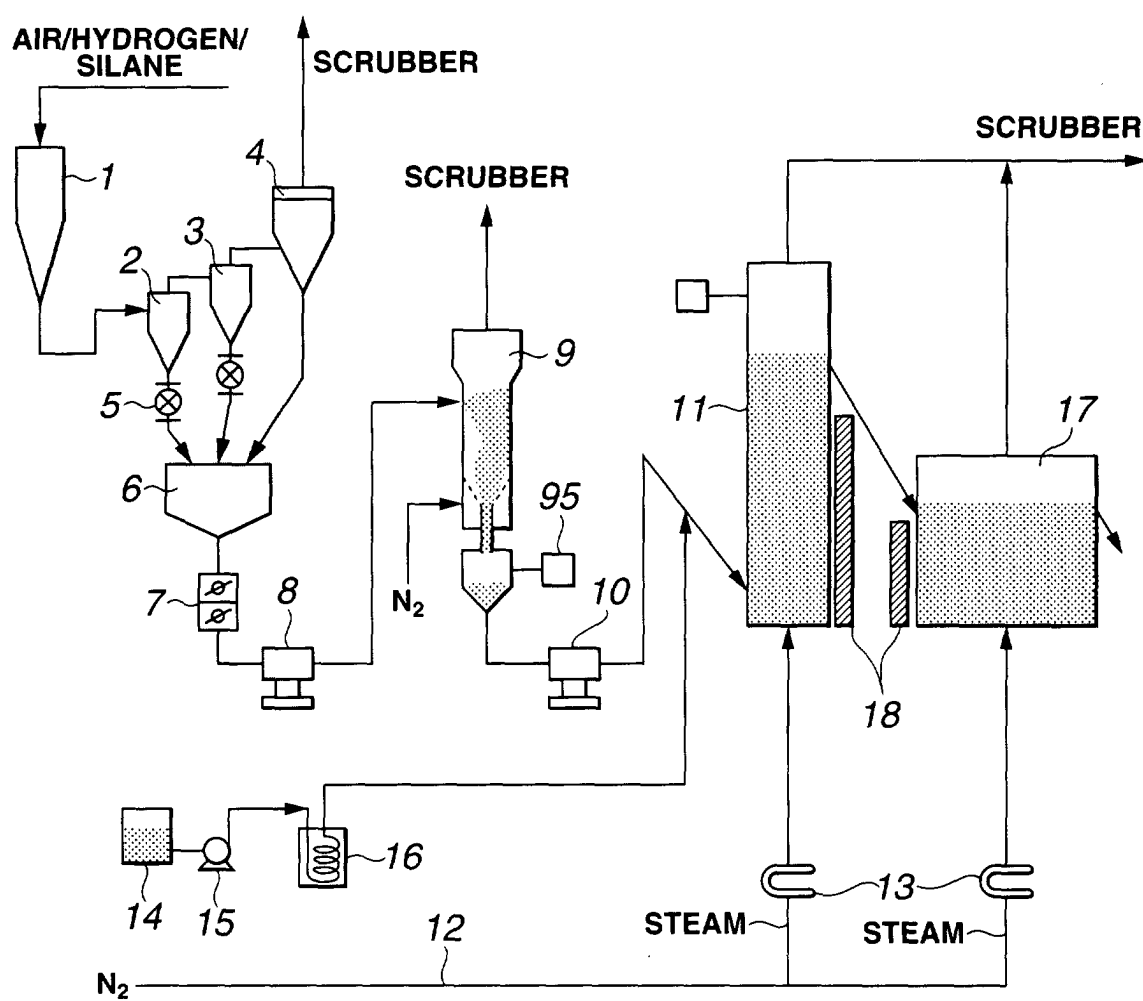 AIR/HYDROGEN/
SILANE
SCRUBBER
SCRUBBER
SCRUBBER
1
2
3
4
5
6
7
8
9
95
N₂
10
11
17
18
14
15
16
13
STEAM
STEAM
12
N₂